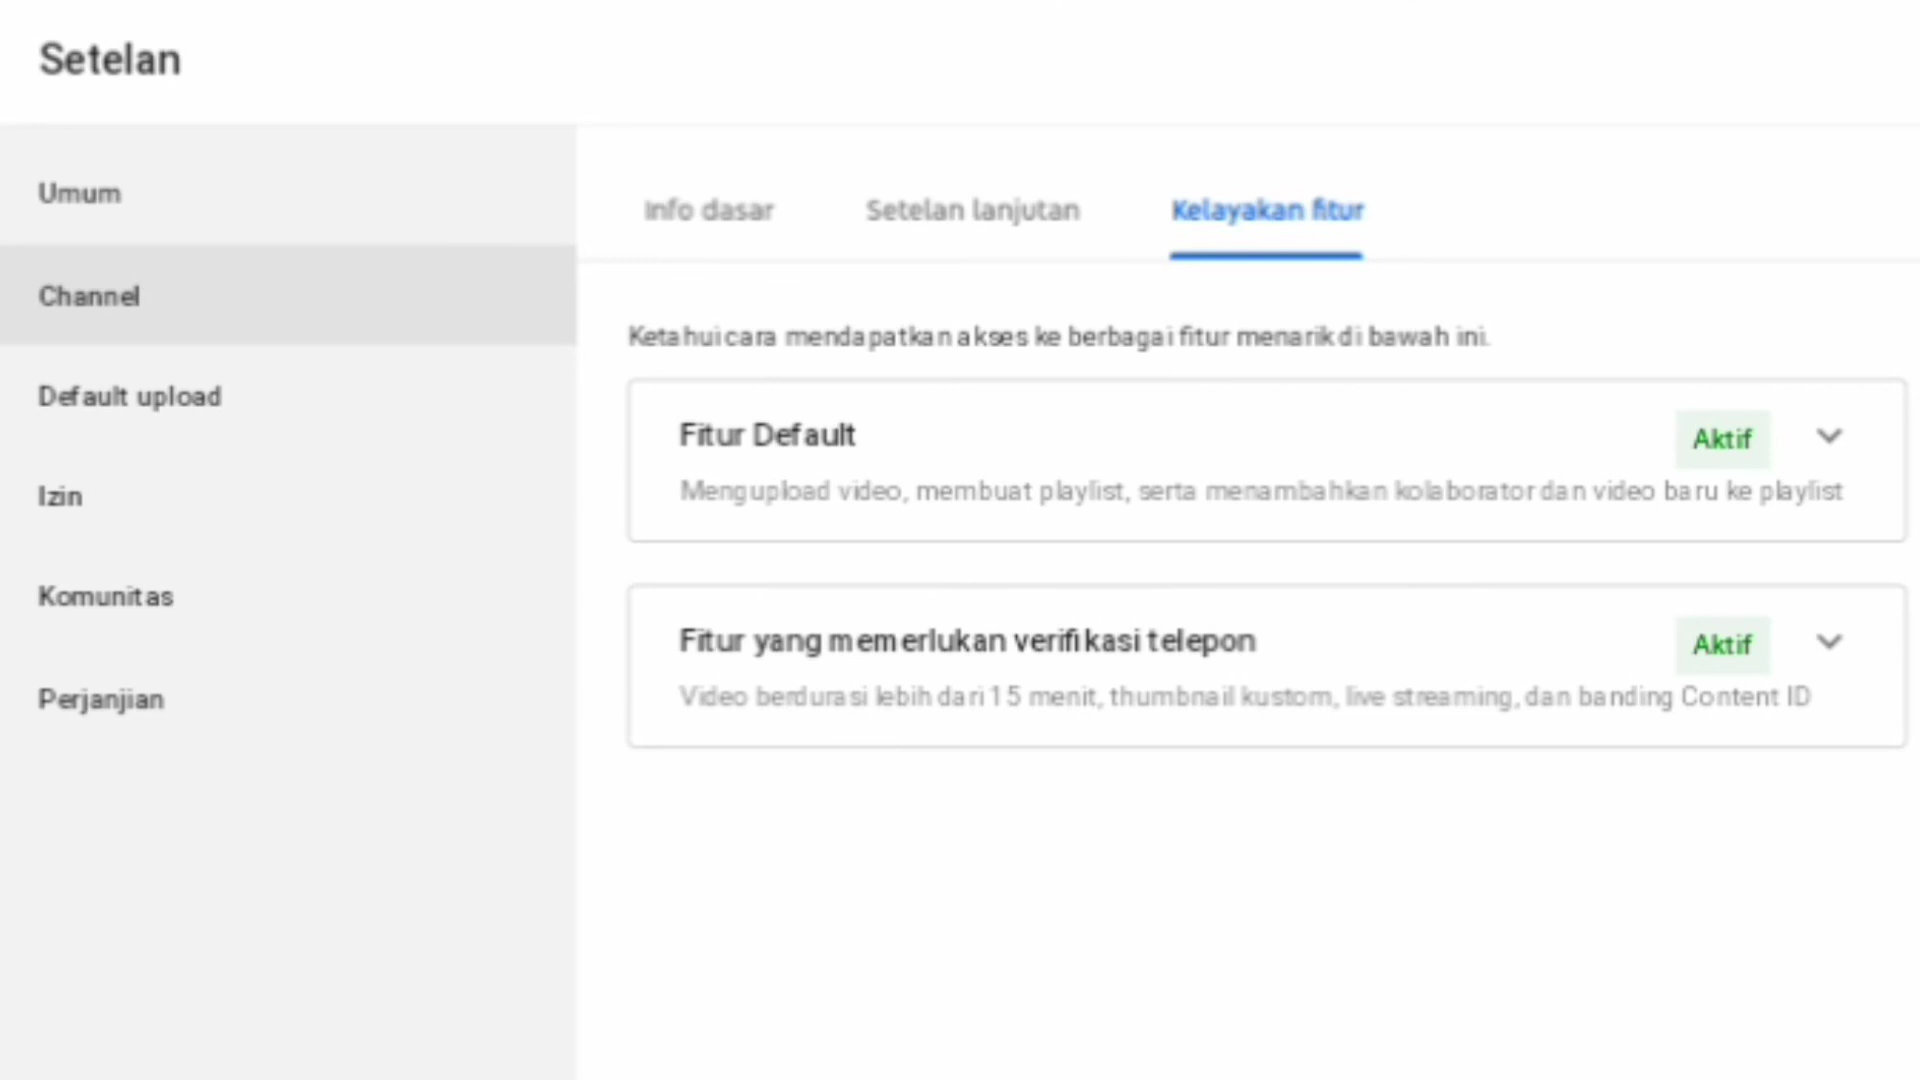 Setelan
Umum
Channel
Default upload
Izin
Komunitas
Perjanjian
Info dasar
Setelan lanjutan
Kelayakan fitur
Ketahui cara mendapatkan akses ke berbagai fitur menarik di bawah ini.
Fitur Default
Aktif
Mengupload video, membuat playlist, serta menambahkan kolaborator dan video baru ke playlist
Fitur yang memerlukan verifikasi telepon
Aktif
Video berdurasi lebih dari 15 menit, thumbnail kustom, live streaming, dan banding Content ID